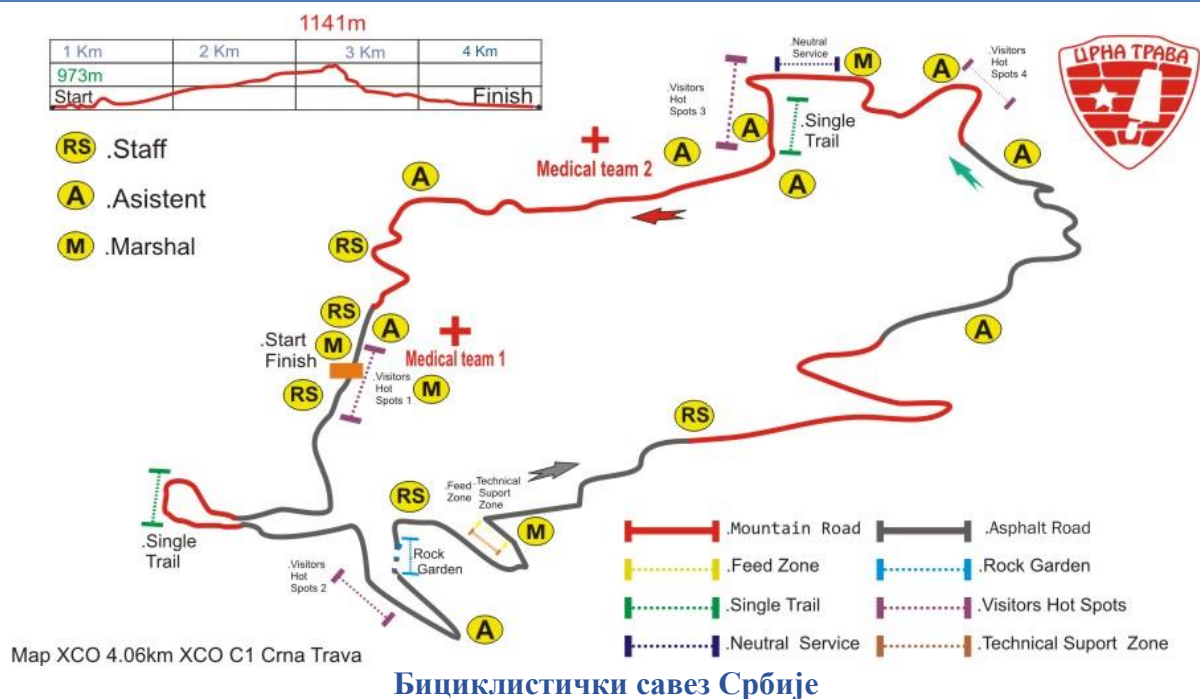 1141m
1 Km 2 Km 3 Km 4 Km
973m
Start Finish
RS .Staff
A .Asistent
M .Marshal
.Neutral
Service
M
A
.Visitors
Hot
Spots 4
ЦРНА ТРАВА
.Visitors
Hot
Spots 3
A
.Single
Trail
A
A
A
Medical team 2
A
RS
RS
A
.Start
Finish
M
Medical team 1
RS
.Visitors
Hot
Spots 1
M
A
RS
.Single
Trail
RS
.Feed
Zone
.Technical
Suport
Zone
M
Rock
Garden
.Visitors
Hot
Spots 2
A
.Mountain Road .Asphalt Road
.Feed Zone .Rock Garden
.Single Trail .Visitors Hot Spots
.Neutral Service .Technical Suport Zone
Map XCO 4.06km XCO C1 Crna Trava
Бициклистички савез Србије